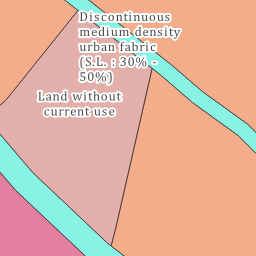 Discontinuous
medium density
urban fabric
(S.L. : 30% -
50%)
Land without
current use